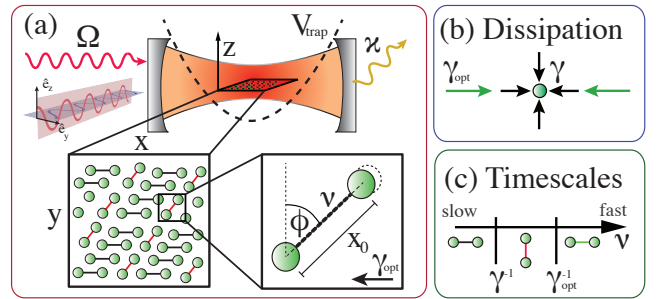 (a)
Ω
V_trap
z
ϰ
ê_z
ê_y
x
y
ν
ϕ
x_0
γ_opt
(b) Dissipation
γ_opt
γ
(c) Timescales
slow
fast
ν
γ^-1
γ_opt^-1